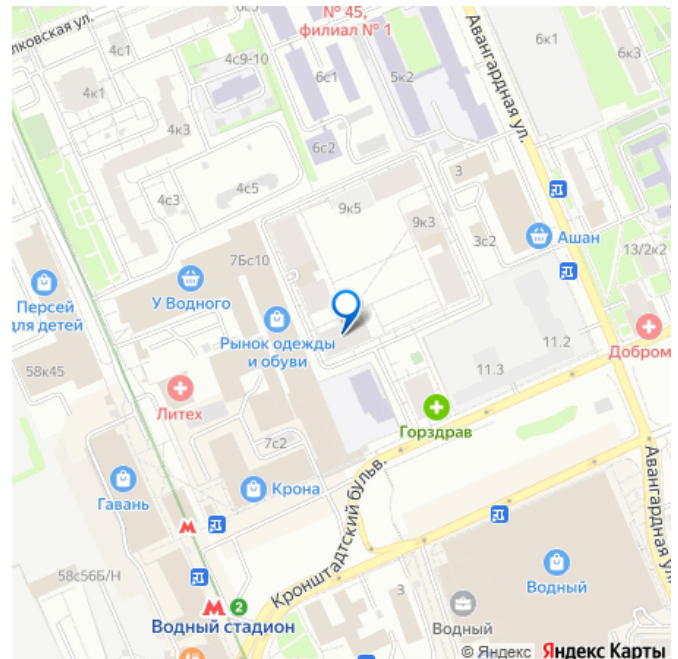 № 45,
филиал № 1
лковская ул.
4с1
4с9-10
6с1
5к2
6к1
6к3
Авангардная ул.
4к1
4к3
6с2
3
4с3
4с5
9к5
9к3
3с2
Ашан
13/2к2
7Бс10
Персей
для детей
У Водного
Рынок одежды
и обуви
58к45
11.2
11.3
Добром
Литех
Горздрав
7с2
Гавань
Крона
Кронштадтский бульв.
Авангардная ул.
58с56Б/Н
М
М 2
Водный стадион
3
Водный
Водный
© Яндекс Яндекс Карты